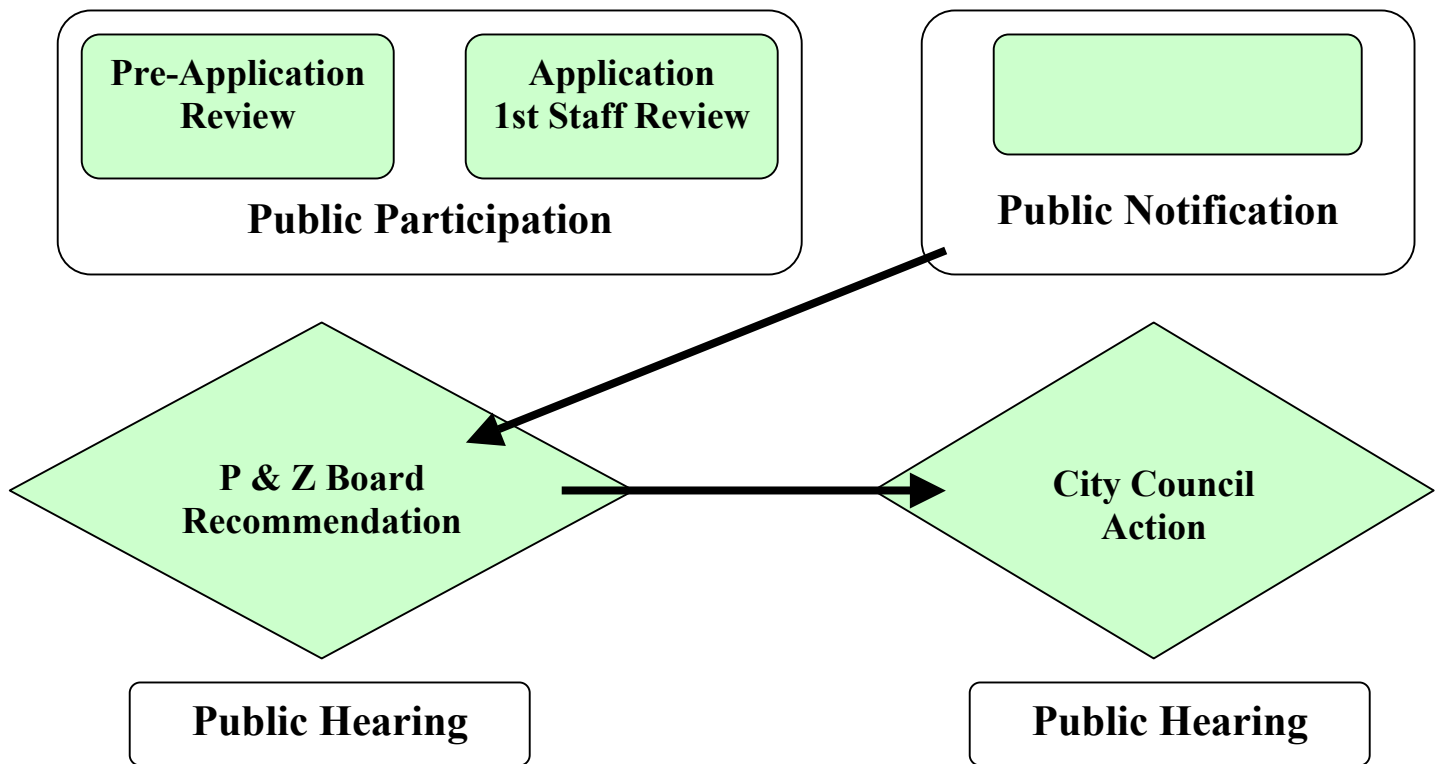 Pre-Application
Review
Application
1st Staff Review
Public Participation
Public Notification
P & Z Board
Recommendation
City Council
Action
Public Hearing
Public Hearing